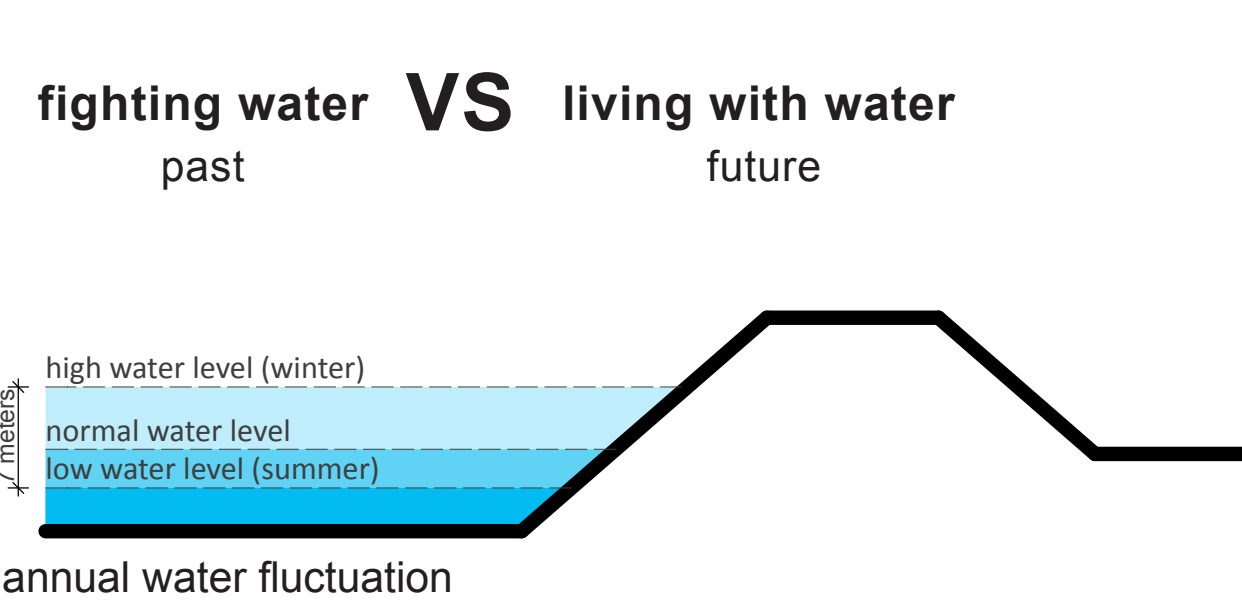 fighting water VS living with water
past future
high water level (winter)
normal water level
low water level (summer)
7 meters
annual water fluctuation